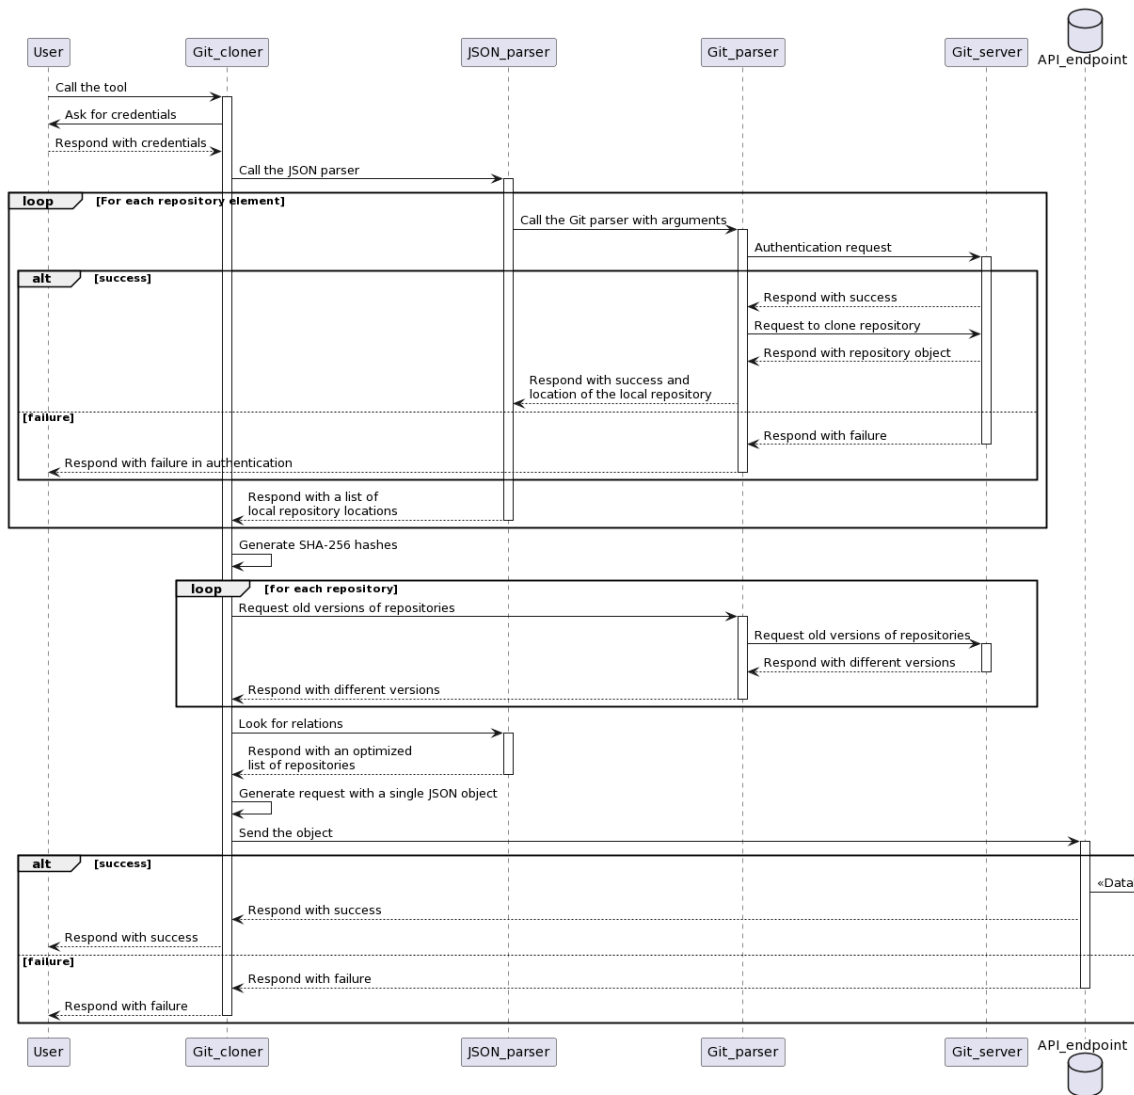 User
Git_cloner
JSON_parser
Git_parser
Git_server
API_endpoint
Call the tool
Ask for credentials
Respond with credentials
Call the JSON parser
loop [For each repository element]
Call the Git parser with arguments
Authentication request
alt [success]
Respond with success
Request to clone repository
Respond with repository object
Respond with success and
location of the local repository
[failure]
Respond with failure
Respond with failure in authentication
Respond with a list of
local repository locations
Generate SHA-256 hashes
loop [for each repository]
Request old versions of repositories
Request old versions of repositories
Respond with different versions
Respond with different versions
Look for relations
Respond with an optimized
list of repositories
Generate request with a single JSON object
Send the object
alt [success]
«Data
Respond with success
Respond with success
[failure]
Respond with failure
Respond with failure
User
Git_cloner
JSON_parser
Git_parser
Git_server
API_endpoint